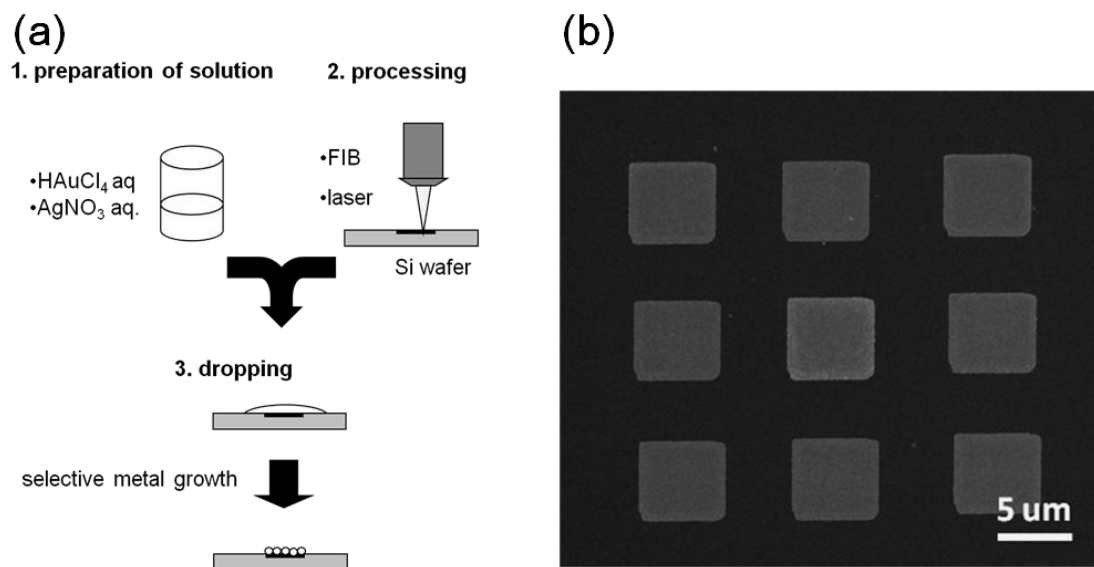 (a)
1. preparation of solution
2. processing
•HAuCl₄ aq
•AgNO₃ aq.
•FIB
•laser
Si wafer
3. dropping
selective metal growth
(b)
5 um